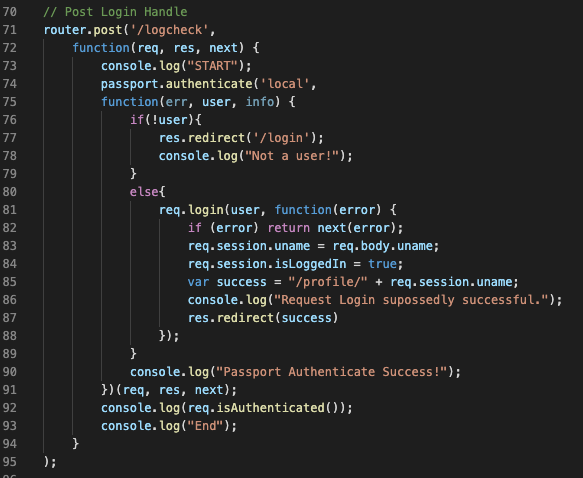 70 // Post Login Handle
71 router.post('/logcheck',
72 function(req, res, next) {
73 console.log("START");
74 passport.authenticate('local',
75 function(err, user, info) {
76 if(!user){
77 res.redirect('/login');
78 console.log("Not a user!");
79 }
80 else{
81 req.login(user, function(error) {
82 if (error) return next(error);
83 req.session.uname = req.body.uname;
84 req.session.isLoggedIn = true;
85 var success = "/profile/" + req.session.uname;
86 console.log("Request Login supossedly successful.");
87 res.redirect(success)
88 });
89 }
90 console.log("Passport Authenticate Success!");
91 })(req, res, next);
92 console.log(req.isAuthenticated());
93 console.log("End");
94 }
95 );